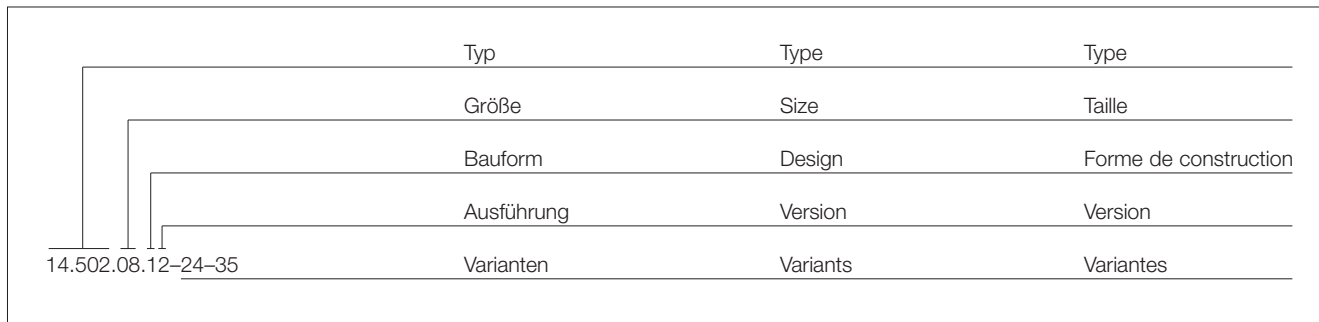 Typ Type Type
Größe Size Taille
Bauform Design Forme de construction
Ausführung Version Version
14.502.08.12–24–35 Varianten Variants Variantes